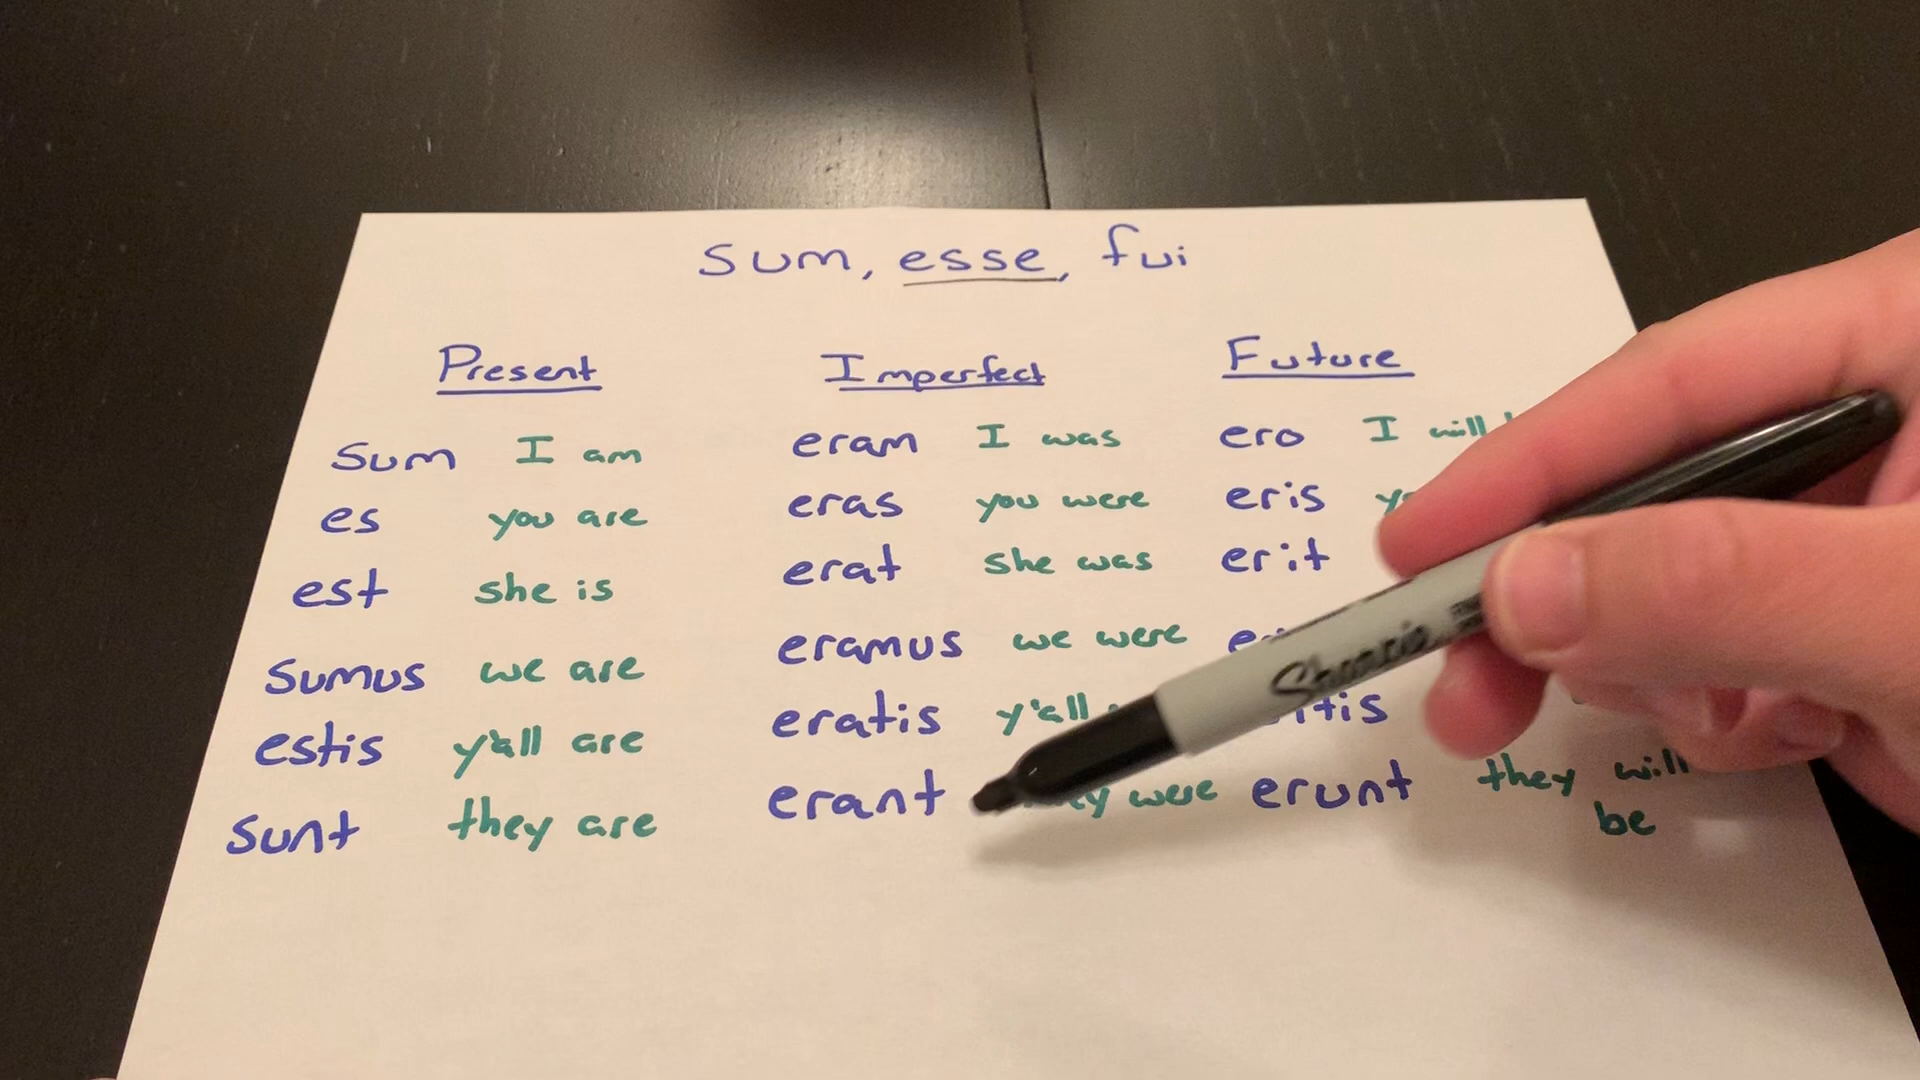 sum, esse, fui
Present Imperfect Future
sum I am eram I was ero I will
es you are eras you were eris
est she is erat she was erit
sumus we are eramus we were
estis y'all are eratis y'all
sunt they are erant were erunt they will
be
Sharpie